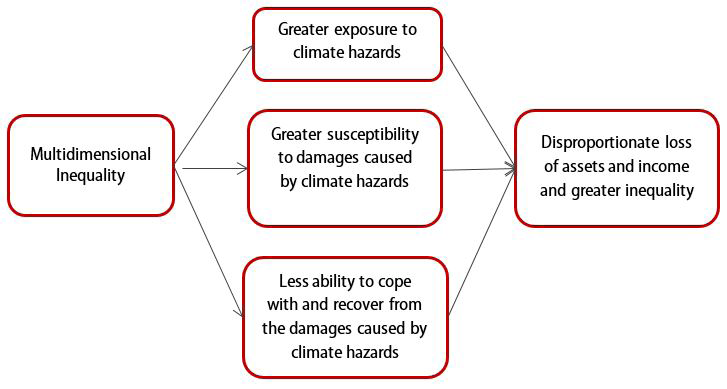 Greater exposure to
climate hazards
Multidimensional
Inequality
Greater susceptibility
to damages caused
by climate hazards
Disproportionate loss
of assets and income
and greater inequality
Less ability to cope
with and recover from
the damages caused by
climate hazards